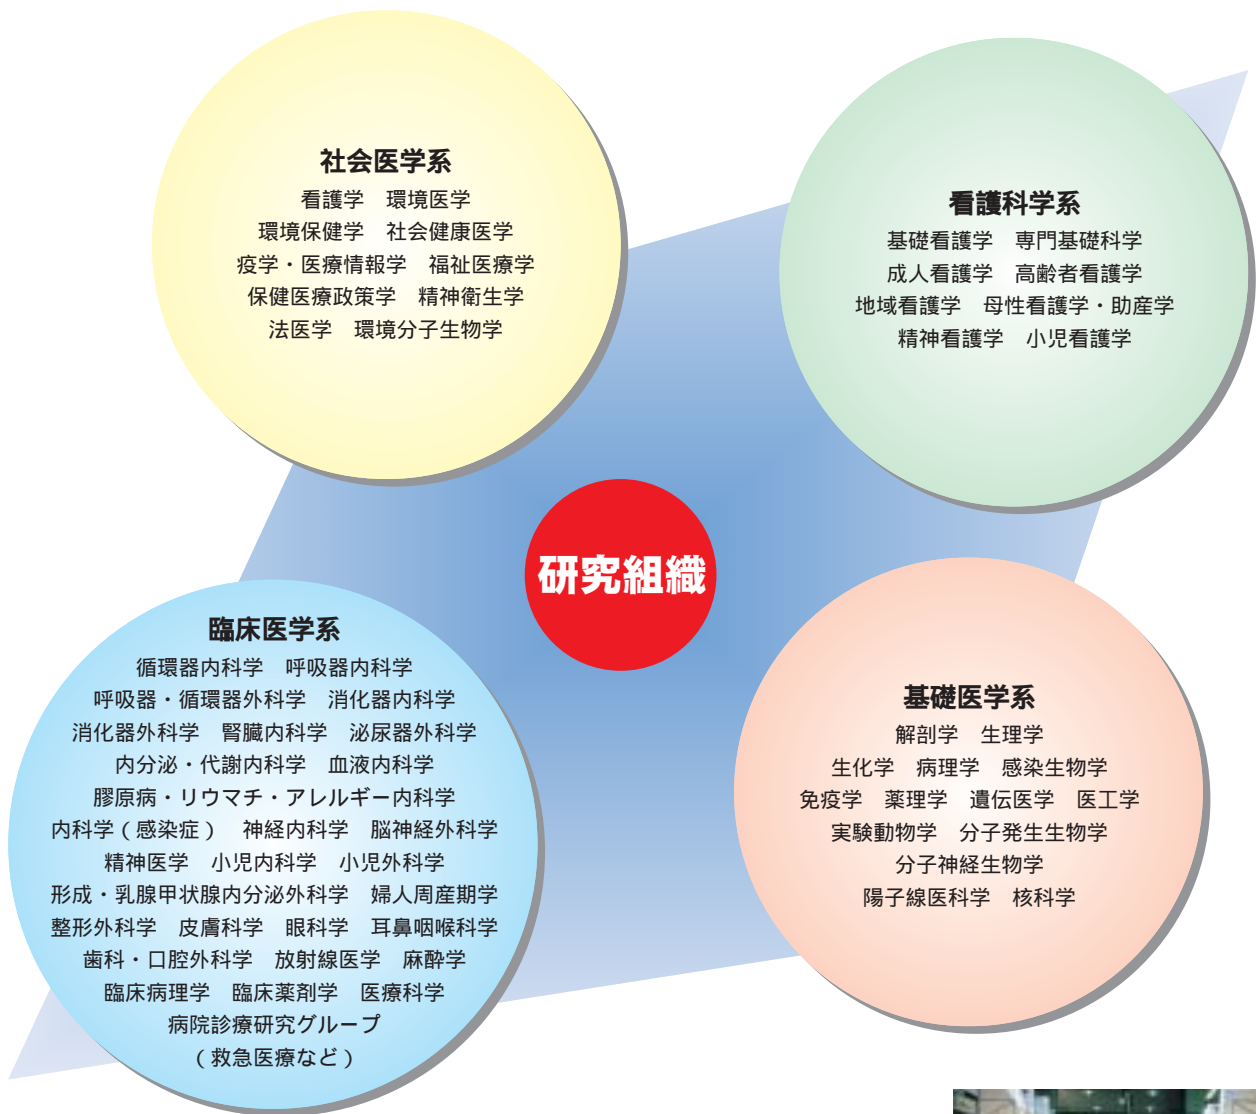 社会医学系
看護学　環境医学
環境保健学　社会健康医学
疫学・医療情報学　福祉医療学
保健医療政策学　精神衛生学
法医学　環境分子生物学
看護科学系
基礎看護学　専門基礎科学
成人看護学　高齢者看護学
地域看護学　母性看護学・助産学
精神看護学　小児看護学
研究組織
臨床医学系
循環器内科学　呼吸器内科学
呼吸器・循環器外科学　消化器内科学
消化器外科学　腎臓内科学　泌尿器外科学
内分泌・代謝内科学　血液内科学
膠原病・リウマチ・アレルギー内科学
内科学（感染症）　神経内科学　脳神経外科学
精神医学　小児内科学　小児外科学
形成・乳腺甲状腺内分泌外科学　婦人周産期学
整形外科学　皮膚科学　眼科学　耳鼻咽喉科学
歯科・口腔外科学　放射線医学　麻酔学
臨床病理学　臨床薬剤学　医療科学
病院診療研究グループ
（救急医療など）
基礎医学系
解剖学　生理学
生化学　病理学　感染生物学
免疫学　薬理学　遺伝医学　医工学
実験動物学　分子発生生物学
分子神経生物学
陽子線医科学　核科学